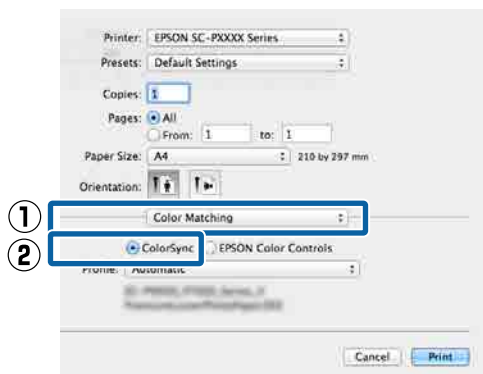 Printer: EPSON SC-PXXXX Series
Presets: Default Settings
Copies: 1
Pages: All
From: 1 to: 1
Paper Size: A4 210 by 297 mm
Orientation:
1 Color Matching
2 ColorSync EPSON Color Controls
Profile: Automatic
Cancel Print